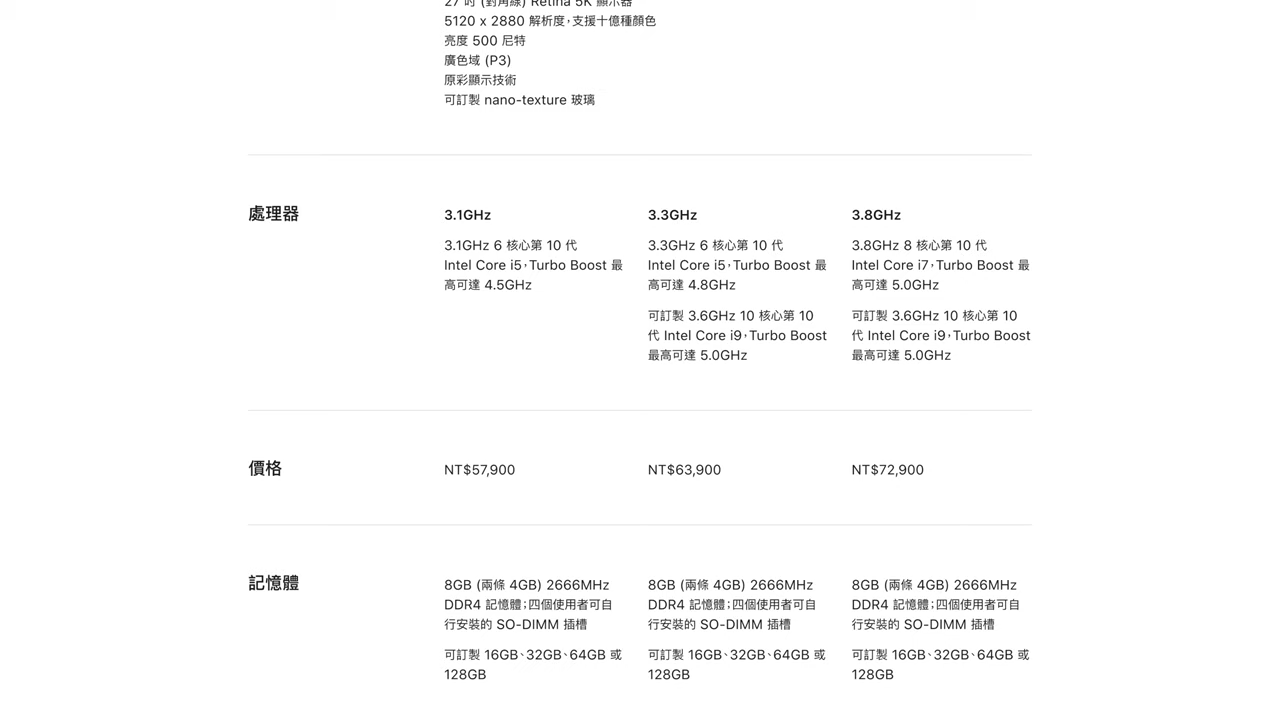 27 吋 (對角線) Retina 5K 顯示器
5120 x 2880 解析度，支援十億種顏色
亮度 500 尼特
廣色域 (P3)
原彩顯示技術
可訂製 nano-texture 玻璃
處理器
3.1GHz
3.1GHz 6 核心第 10 代
Intel Core i5，Turbo Boost 最
高可達 4.5GHz
3.3GHz
3.3GHz 6 核心第 10 代
Intel Core i5，Turbo Boost 最
高可達 4.8GHz
可訂製 3.6GHz 10 核心第 10
代 Intel Core i9，Turbo Boost
最高可達 5.0GHz
3.8GHz
3.8GHz 8 核心第 10 代
Intel Core i7，Turbo Boost 最
高可達 5.0GHz
可訂製 3.6GHz 10 核心第 10
代 Intel Core i9，Turbo Boost
最高可達 5.0GHz
價格
NT$57,900
NT$63,900
NT$72,900
記憶體
8GB (兩條 4GB) 2666MHz
DDR4 記憶體；四個使用者可自
行安裝的 SO-DIMM 插槽
可訂製 16GB、32GB、64GB 或
128GB
8GB (兩條 4GB) 2666MHz
DDR4 記憶體；四個使用者可自
行安裝的 SO-DIMM 插槽
可訂製 16GB、32GB、64GB 或
128GB
8GB (兩條 4GB) 2666MHz
DDR4 記憶體；四個使用者可自
行安裝的 SO-DIMM 插槽
可訂製 16GB、32GB、64GB 或
128GB